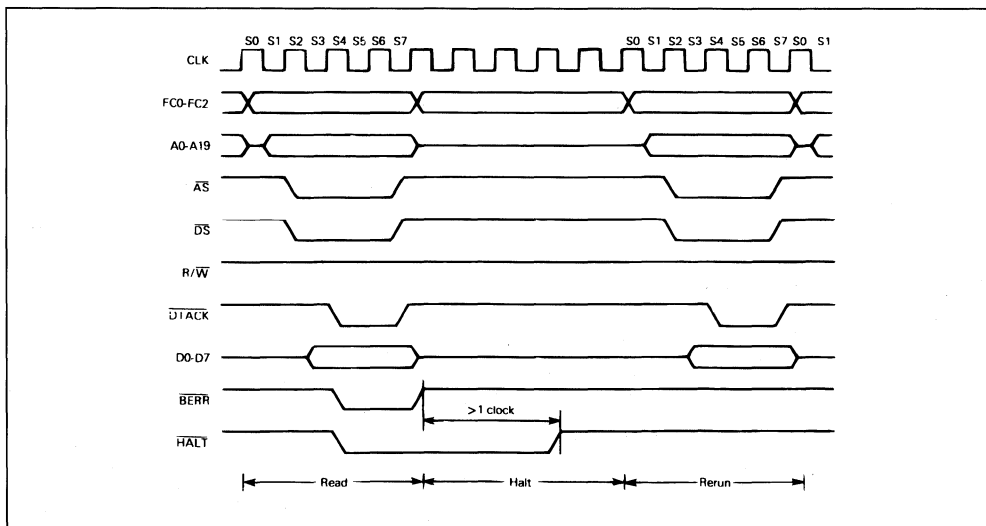 S0 S1 S2 S3 S4 S5 S6 S7 S0 S1 S2 S3 S4 S5 S6 S7 S0 S1
CLK
FC0-FC2
A0-A19
AS
DS
R/W
DTACK
D0-D7
BERR
>1 clock
HALT
Read Halt Rerun